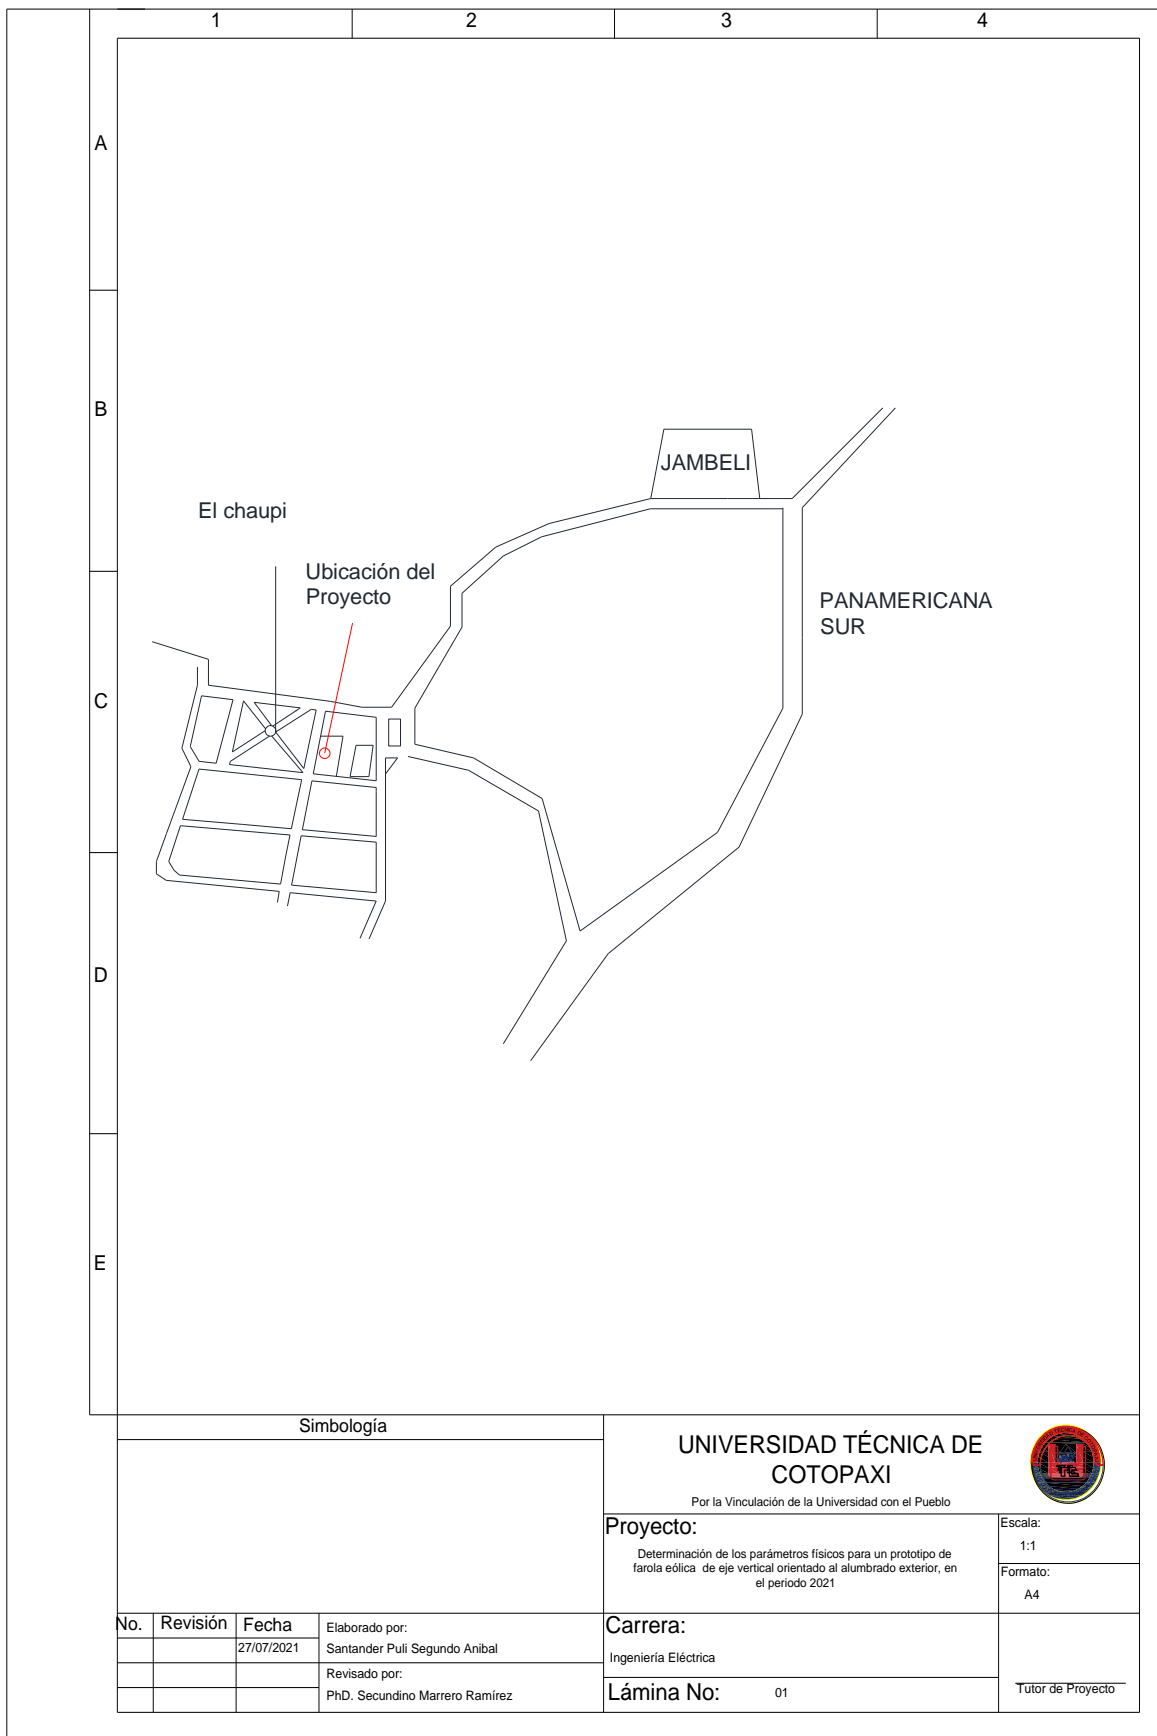 1 2 3 4
A
B
C
D
E
JAMBELI
El chaupi
Ubicación del
Proyecto
PANAMERICANA
SUR
Simbología
UNIVERSIDAD TÉCNICA DE
COTOPAXI
Por la Vinculación de la Universidad con el Pueblo
Proyecto:
Determinación de los parámetros físicos para un prototipo de
farola eólica de eje vertical orientado al alumbrado exterior, en
el periodo 2021
Escala:
1:1
Formato:
A4
No. Revisión Fecha
27/07/2021
Elaborado por:
Santander Puli Segundo Anibal
Revisado por:
PhD. Secundino Marrero Ramírez
Carrera:
Ingeniería Eléctrica
Lámina No: 01
Tutor de Proyecto